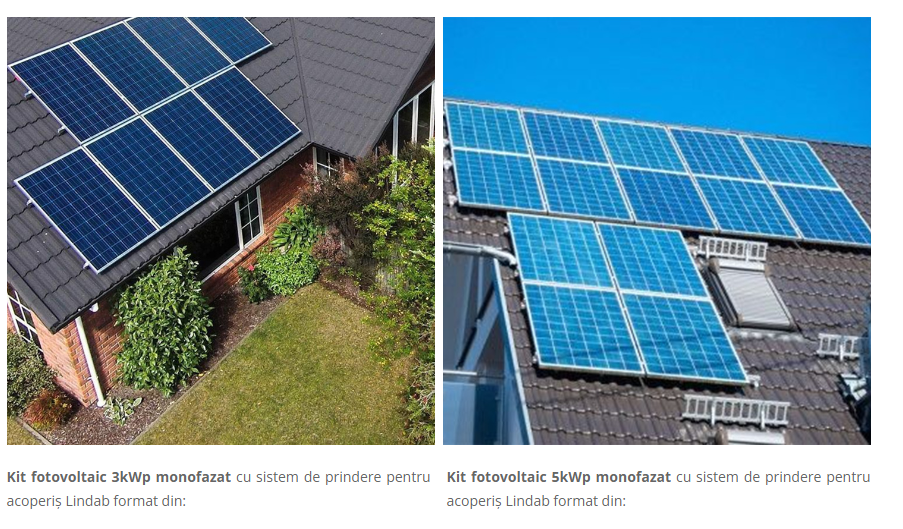 Kit fotovoltaic 3kWp monofazat cu sistem de prindere pentru
acoperiș Lindab format din:
Kit fotovoltaic 5kWp monofazat cu sistem de prindere pentru
acoperiș Lindab format din: